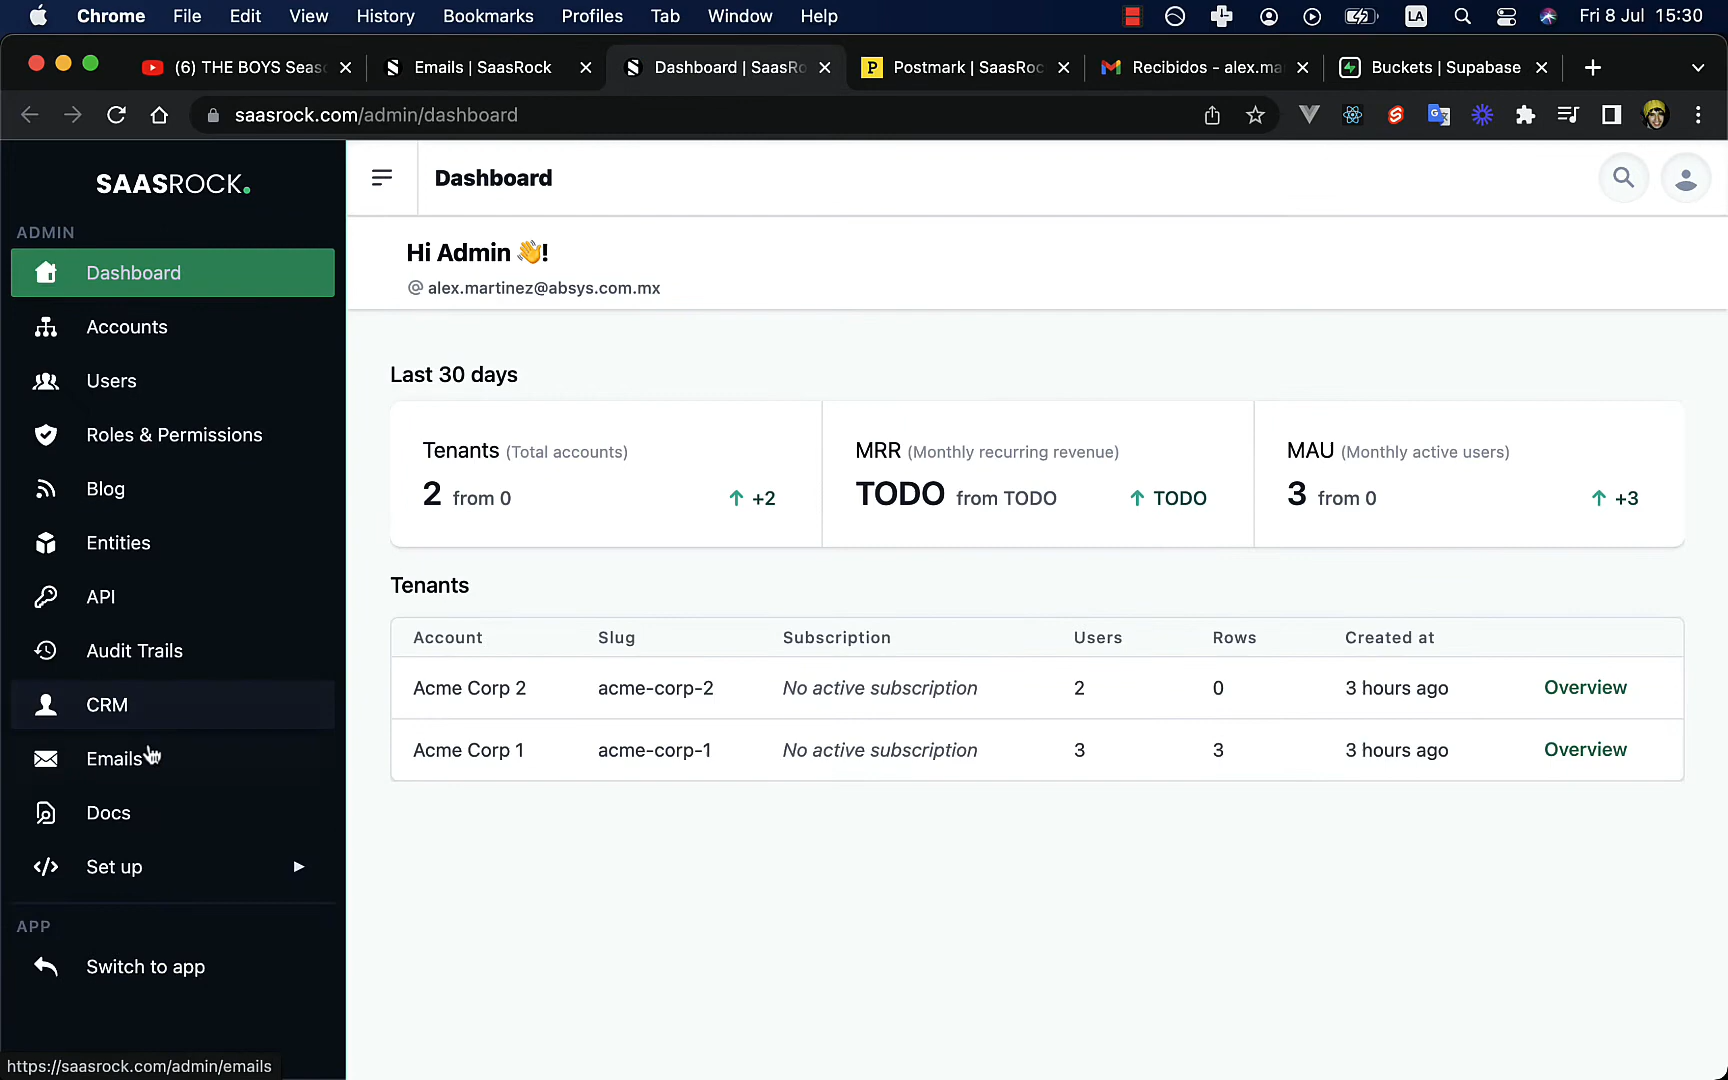 Chrome File Edit View History Bookmarks Profiles Tab Window Help LA Fri 8 Jul 15:30
(6) THE BOYS Seas Emails | SaasRock Dashboard | SaasRo P Postmark | SaasRoc Recibidos - alex.ma Buckets | Supabase
saasrock.com/admin/dashboard
SAASROCK.
ADMIN
Dashboard
Accounts
Users
Roles & Permissions
Blog
Entities
API
Audit Trails
CRM
Emails
Docs
Set up
APP
Switch to app
https://saasrock.com/admin/emails
Dashboard
Hi Admin 👋!
@ alex.martinez@absys.com.mx
Last 30 days
Tenants (Total accounts)
2 from 0 ↑ +2
MRR (Monthly recurring revenue)
TODO from TODO ↑ TODO
MAU (Monthly active users)
3 from 0 ↑ +3
Tenants
Account Slug Subscription Users Rows Created at
Acme Corp 2 acme-corp-2 No active subscription 2 0 3 hours ago Overview
Acme Corp 1 acme-corp-1 No active subscription 3 3 3 hours ago Overview